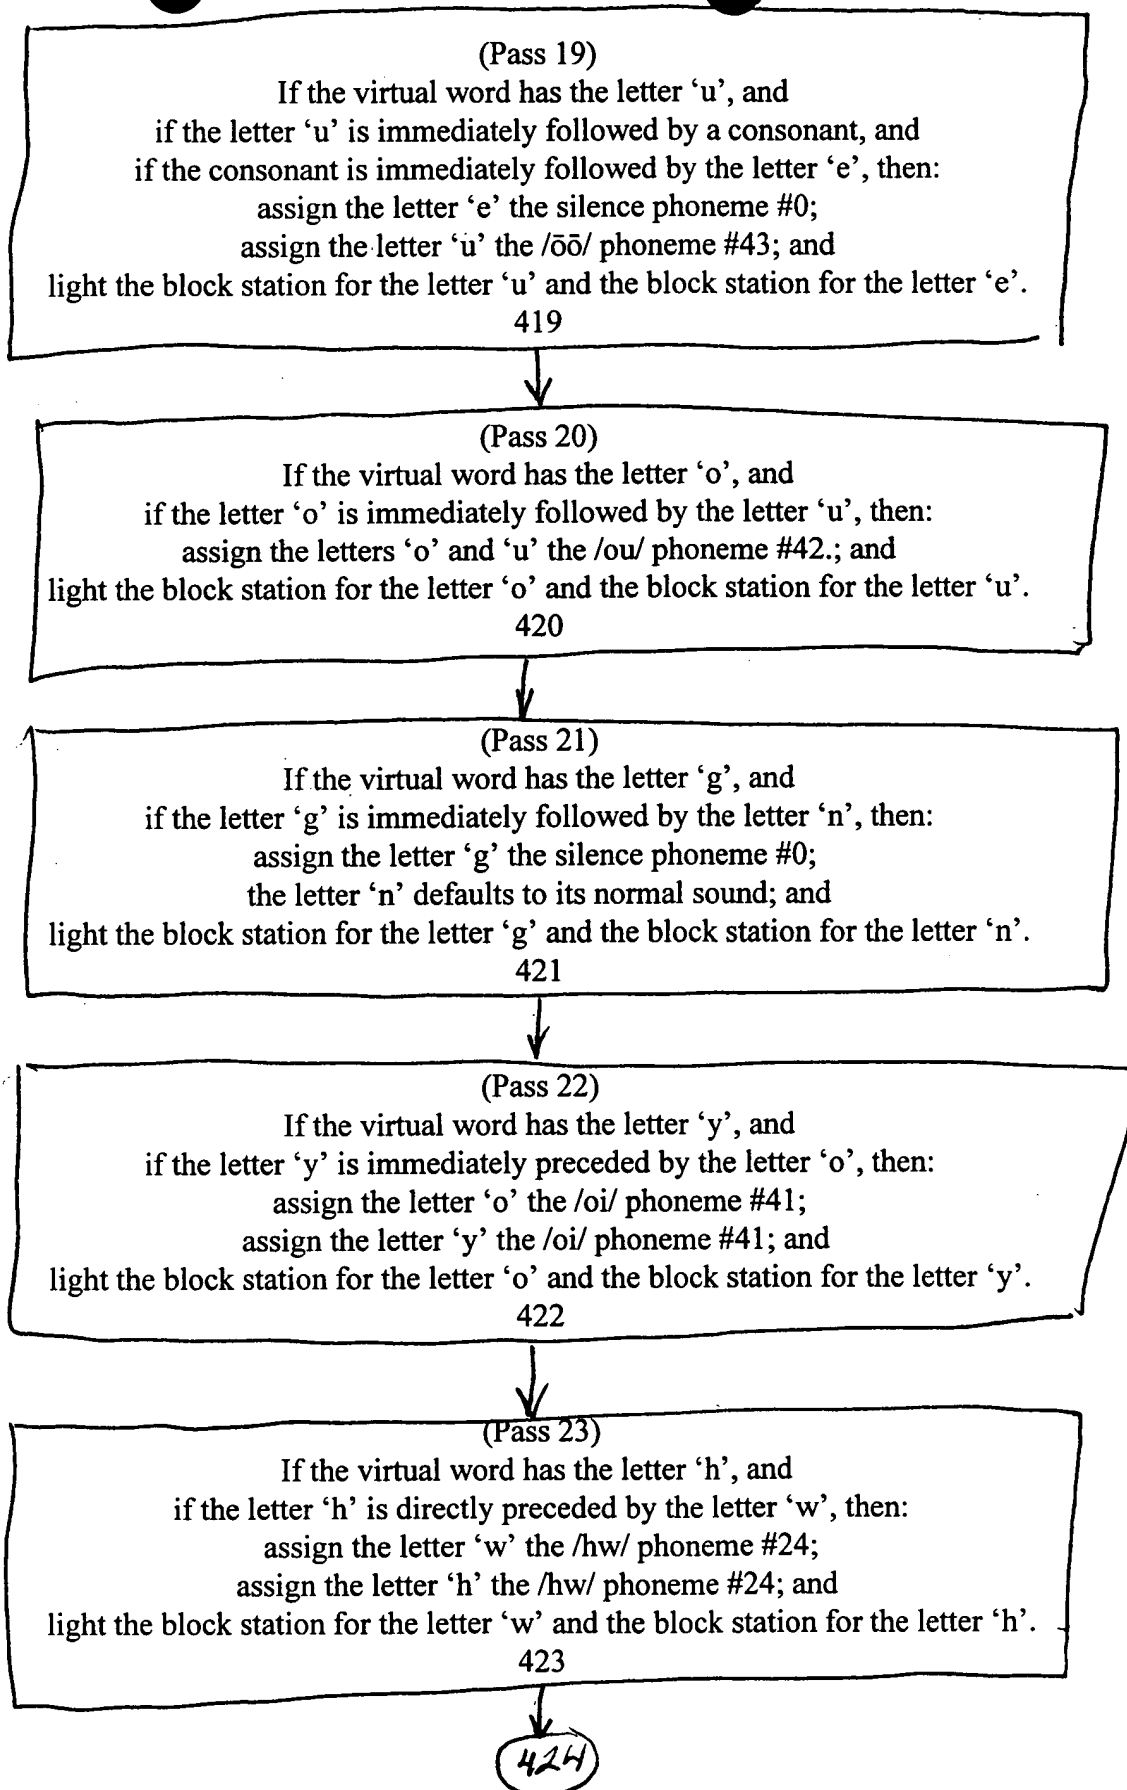 (Pass 19)
If the virtual word has the letter ‘u’, and
if the letter ‘u’ is immediately followed by a consonant, and
if the consonant is immediately followed by the letter ‘e’, then:
assign the letter ‘e’ the silence phoneme #0;
assign the letter ‘u’ the /ōō/ phoneme #43; and
light the block station for the letter ‘u’ and the block station for the letter ‘e’.
419
(Pass 20)
If the virtual word has the letter ‘o’, and
if the letter ‘o’ is immediately followed by the letter ‘u’, then:
assign the letters ‘o’ and ‘u’ the /ou/ phoneme #42.; and
light the block station for the letter ‘o’ and the block station for the letter ‘u’.
420
(Pass 21)
If the virtual word has the letter ‘g’, and
if the letter ‘g’ is immediately followed by the letter ‘n’, then:
assign the letter ‘g’ the silence phoneme #0;
the letter ‘n’ defaults to its normal sound; and
light the block station for the letter ‘g’ and the block station for the letter ‘n’.
421
(Pass 22)
If the virtual word has the letter ‘y’, and
if the letter ‘y’ is immediately preceded by the letter ‘o’, then:
assign the letter ‘o’ the /oi/ phoneme #41;
assign the letter ‘y’ the /oi/ phoneme #41; and
light the block station for the letter ‘o’ and the block station for the letter ‘y’.
422
(Pass 23)
If the virtual word has the letter ‘h’, and
if the letter ‘h’ is directly preceded by the letter ‘w’, then:
assign the letter ‘w’ the /hw/ phoneme #24;
assign the letter ‘h’ the /hw/ phoneme #24; and
light the block station for the letter ‘w’ and the block station for the letter ‘h’.
423
424